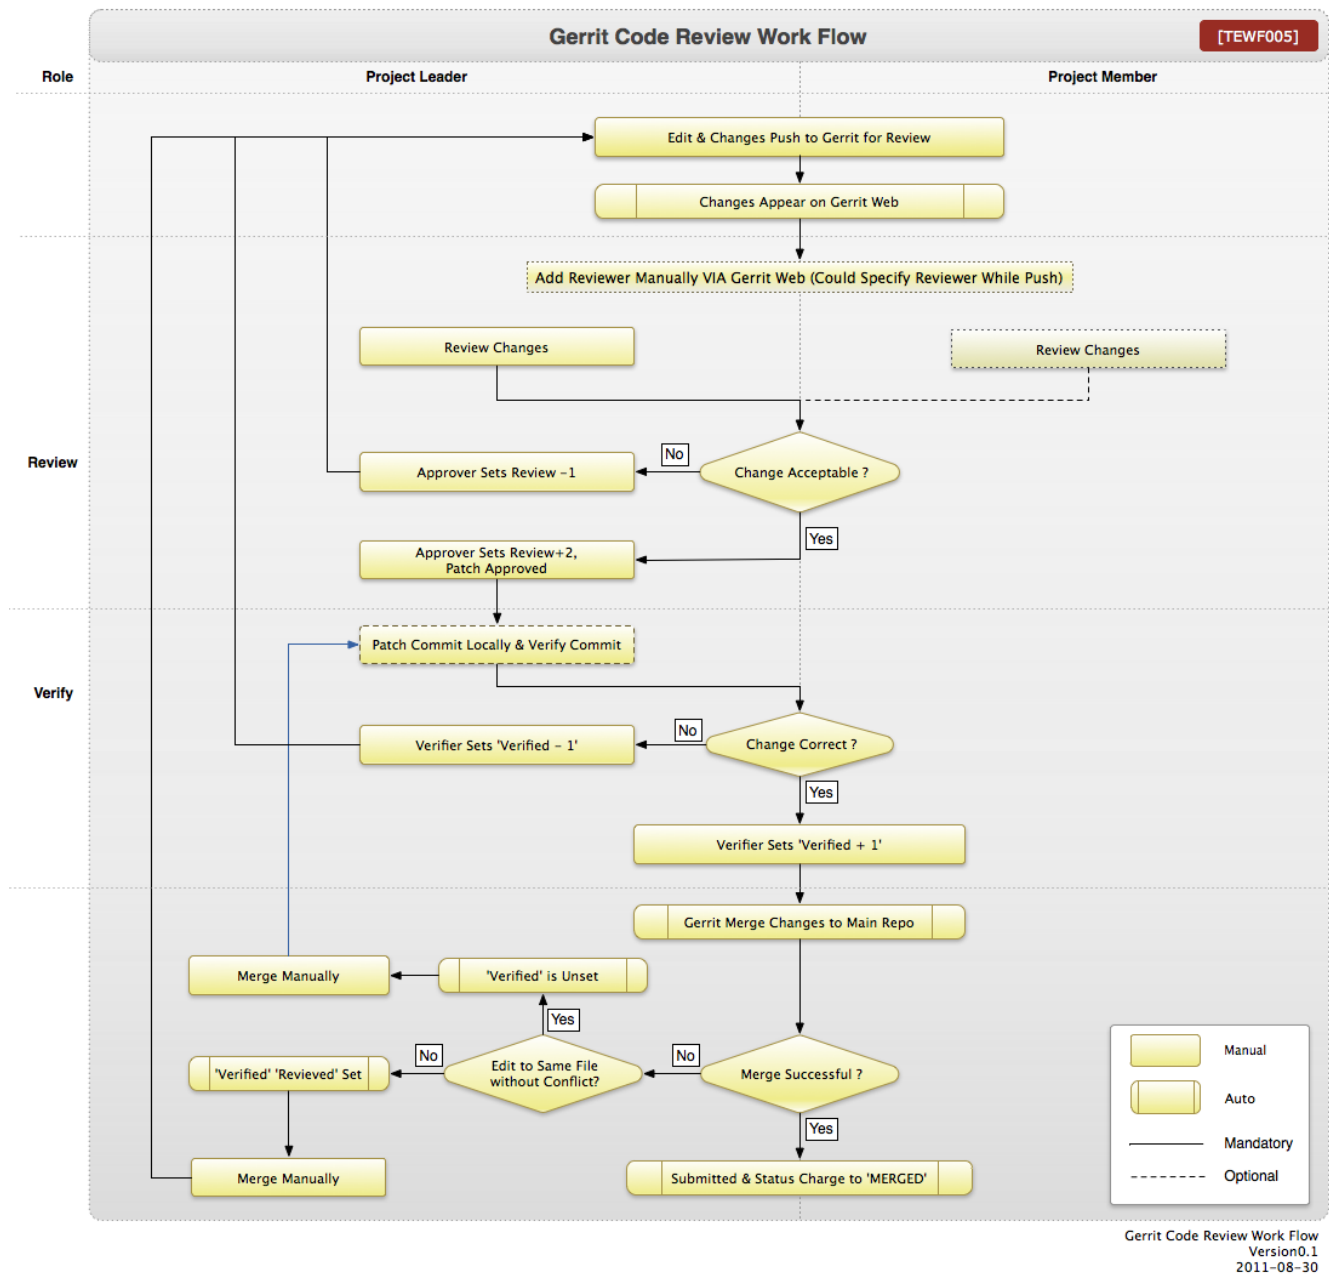 Gerrit Code Review Work Flow
[TEWF005]
Role
Project Leader
Project Member
Edit & Changes Push to Gerrit for Review
Changes Appear on Gerrit Web
Add Reviewer Manually VIA Gerrit Web (Could Specify Reviewer While Push)
Review Changes
Review Changes
Review
No
Approver Sets Review -1
Change Acceptable ?
Yes
Approver Sets Review+2,
Patch Approved
Patch Commit Locally & Verify Commit
Verify
No
Verifier Sets 'Verified - 1'
Change Correct ?
Yes
Verifier Sets 'Verified + 1'
Gerrit Merge Changes to Main Repo
Merge Manually
'Verified' is Unset
Yes
No
No
'Verified' 'Revieved' Set
Edit to Same File
without Conflict?
Merge Successful ?
Yes
Merge Manually
Submitted & Status Charge to 'MERGED'
Manual
Auto
Mandatory
Optional
Gerrit Code Review Work Flow
Version0.1
2011-08-30